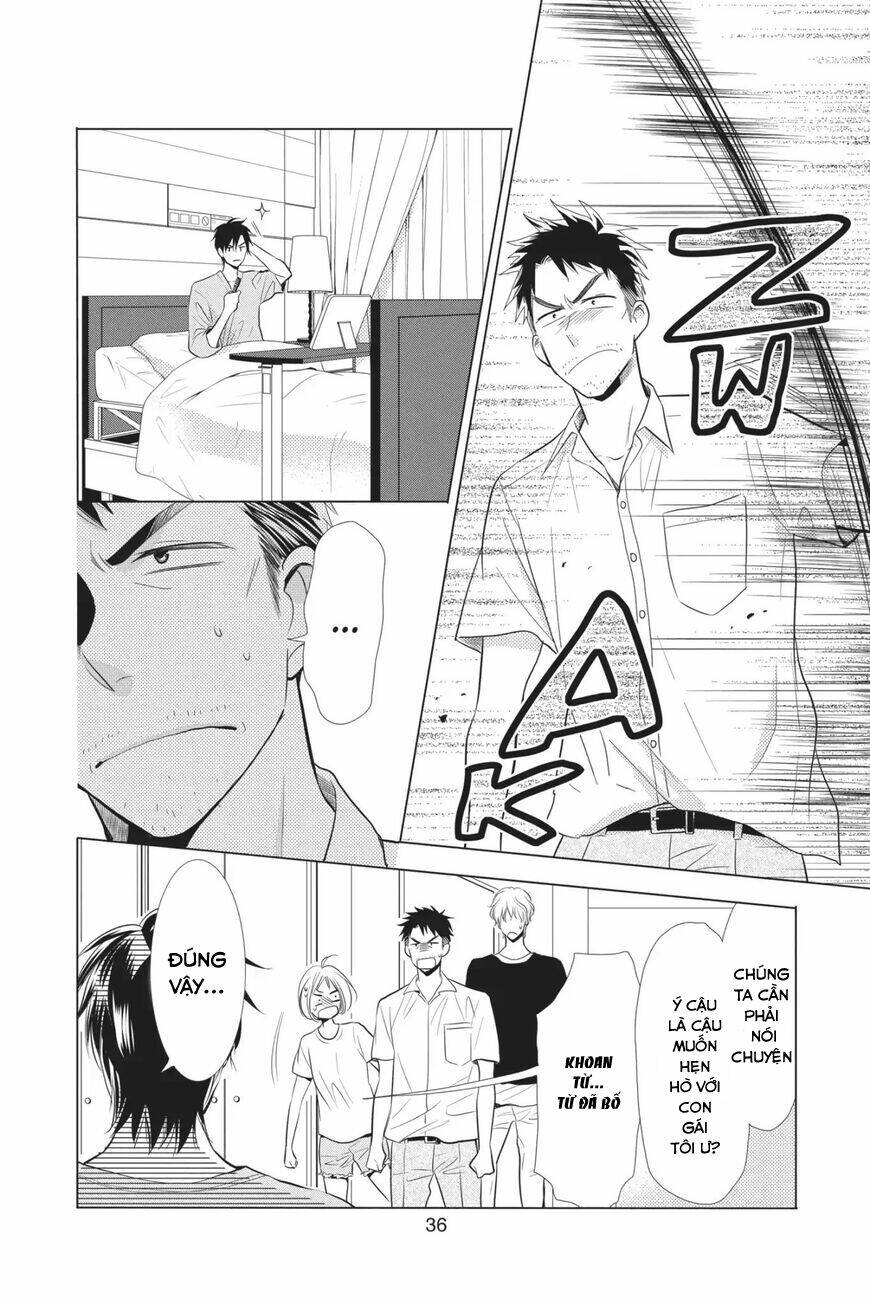 ZWAK
...
CHÚNG
TA CẦN
PHẢI
NÓI
CHUYỆN
Ý CẬU
LÀ CẬU
MUỐN
HẸN
HÒ VỚI
CON
GÁI
TÔI Ư?
KHOAN
TỪ...
TỪ ĐÃ BỐ
ĐÚNG
VẬY...
36